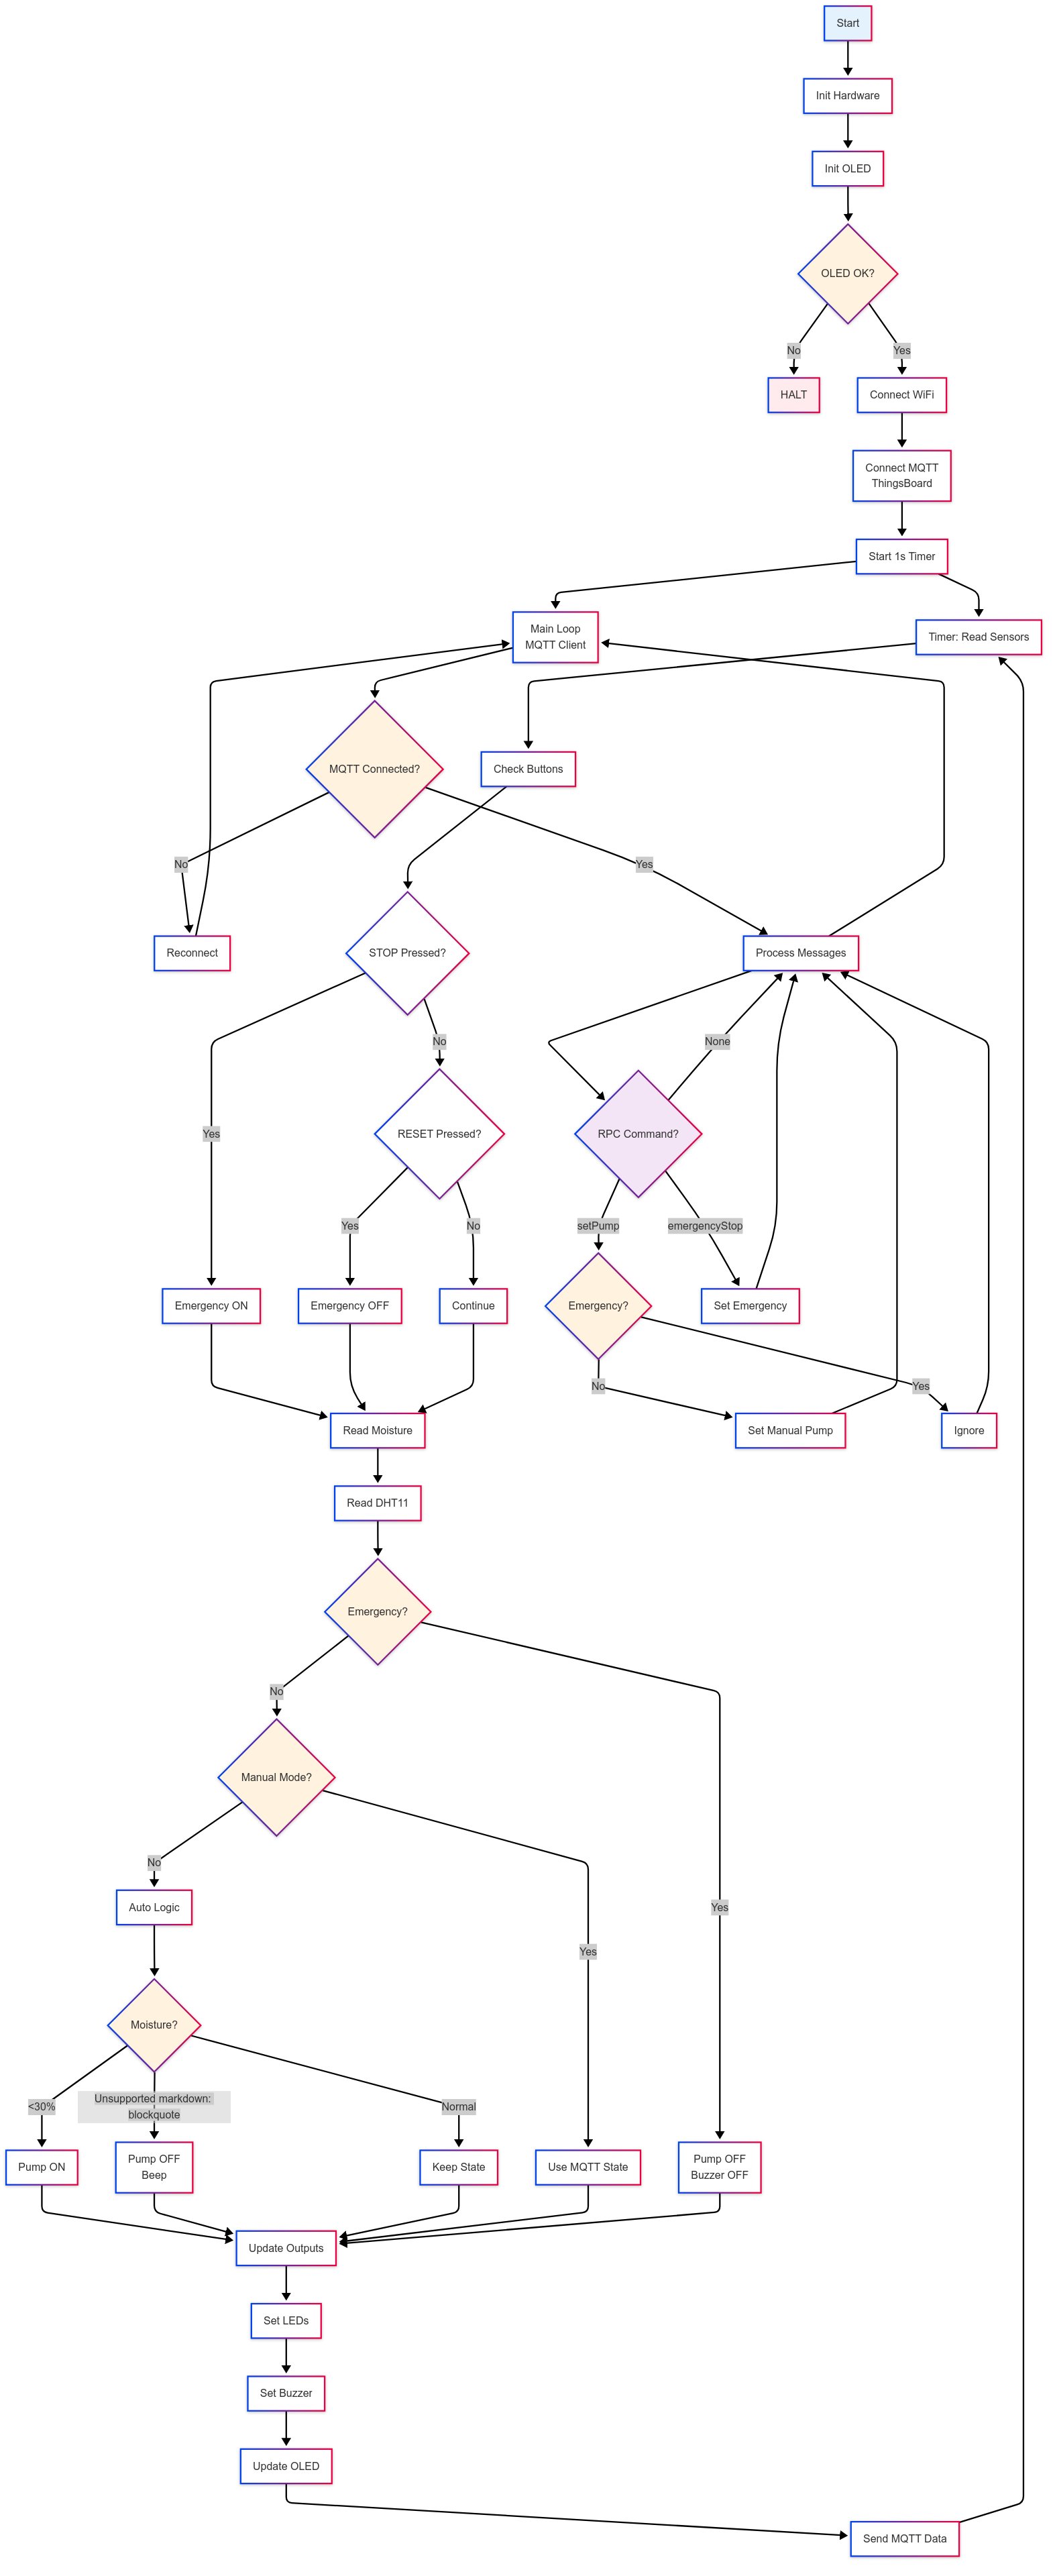 Start
Init Hardware
Init OLED
OLED OK?
No
Yes
HALT
Connect WiFi
Connect MQTT
ThingsBoard
Start 1s Timer
Main Loop
MQTT Client
Timer: Read Sensors
MQTT Connected?
Check Buttons
No
Yes
Reconnect
STOP Pressed?
Process Messages
No
None
Yes
RESET Pressed?
RPC Command?
Yes
No
setPump
emergencyStop
Emergency ON
Emergency OFF
Continue
Emergency?
Set Emergency
No
Yes
Read Moisture
Set Manual Pump
Ignore
Read DHT11
Emergency?
No
Manual Mode?
No
Auto Logic
Yes
Yes
Moisture?
<30%
Unsupported markdown:
blockquote
Normal
Pump ON
Pump OFF
Beep
Keep State
Use MQTT State
Pump OFF
Buzzer OFF
Update Outputs
Set LEDs
Set Buzzer
Update OLED
Send MQTT Data